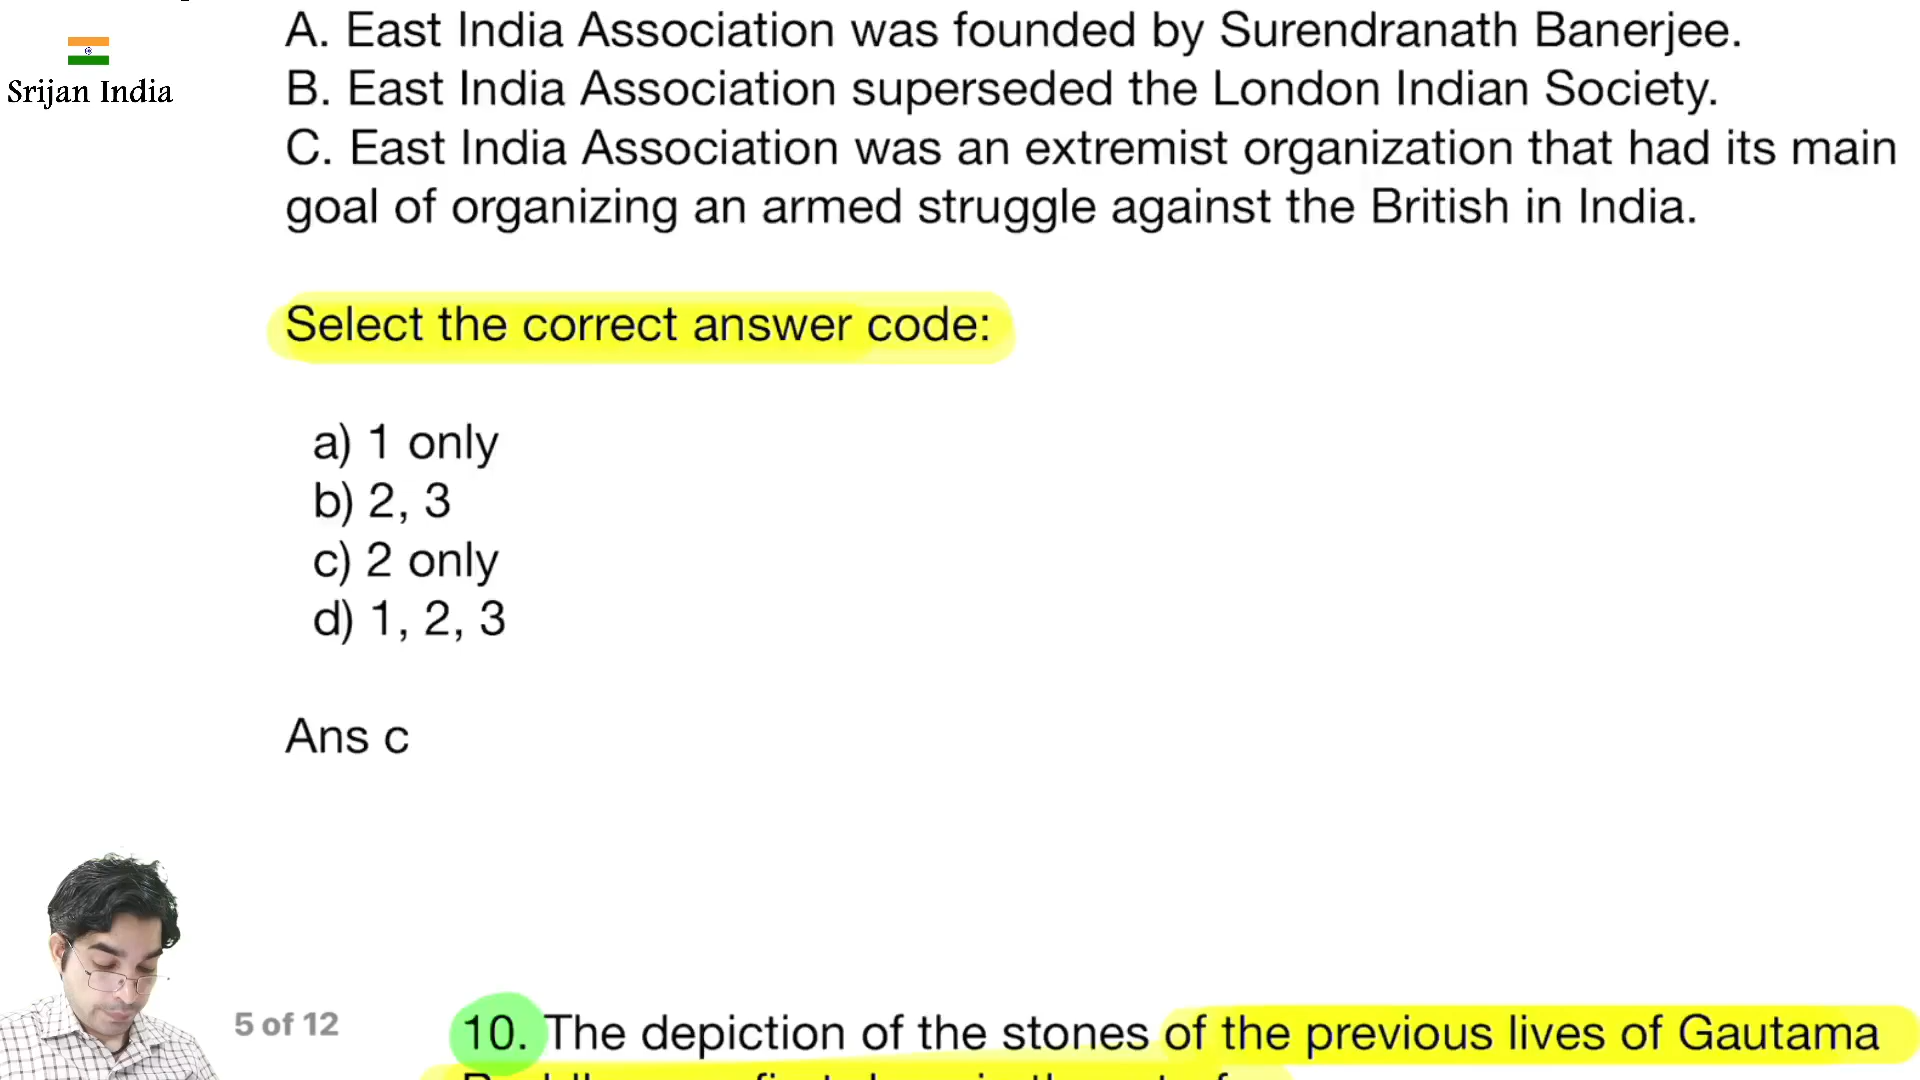 A. East India Association was founded by Surendranath Banerjee.
Srijan India
B. East India Association superseded the London Indian Society.
C. East India Association was an extremist organization that had its main
goal of organizing an armed struggle against the British in India.
Select the correct answer code:
a) 1 only
b) 2, 3
c) 2 only
d) 1, 2, 3
Ans c
5 of 12
10. The depiction of the stones of the previous lives of Gautama